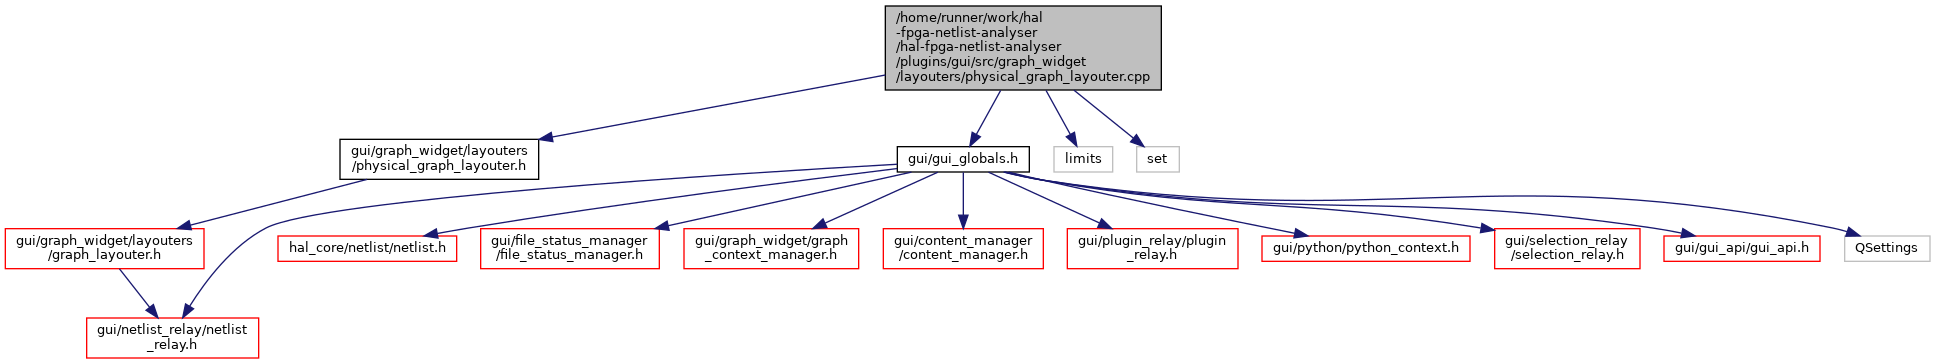 /home/runner/work/hal
-fpga-netlist-analyser
/hal-fpga-netlist-analyser
/plugins/gui/src/graph_widget
/layouters/physical_graph_layouter.cpp
gui/graph_widget/layouters
/physical_graph_layouter.h
gui/gui_globals.h
limits
set
gui/graph_widget/layouters
/graph_layouter.h
hal_core/netlist/netlist.h
gui/file_status_manager
/file_status_manager.h
gui/graph_widget/graph
_context_manager.h
gui/content_manager
/content_manager.h
gui/plugin_relay/plugin
_relay.h
gui/python/python_context.h
gui/selection_relay
/selection_relay.h
gui/gui_api/gui_api.h
QSettings
gui/netlist_relay/netlist
_relay.h